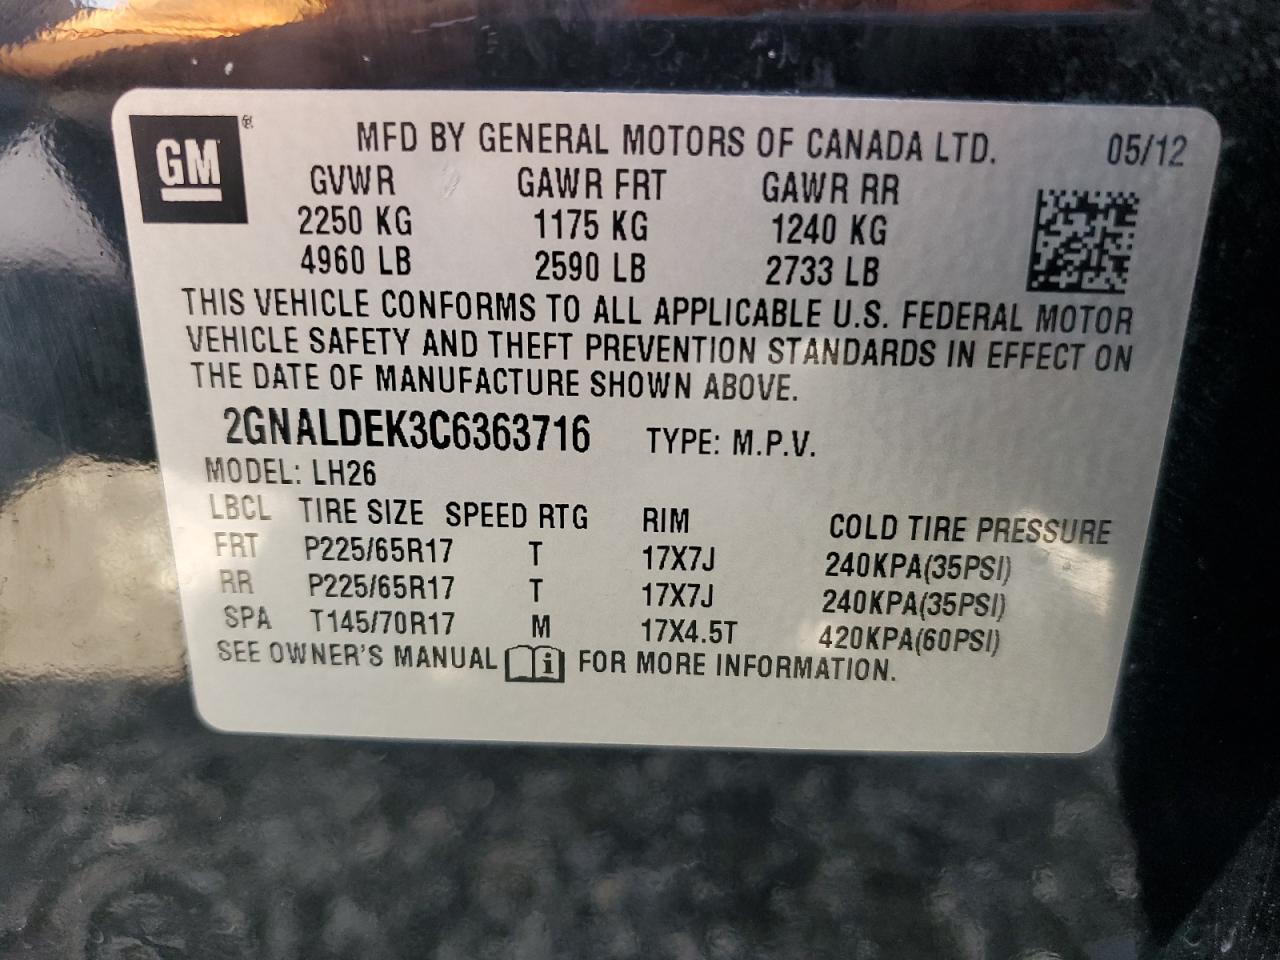 GM®
MFD BY GENERAL MOTORS OF CANADA LTD. 05/12
GVWR GAWR FRT GAWR RR
2250 KG 1175 KG 1240 KG
4960 LB 2590 LB 2733 LB
THIS VEHICLE CONFORMS TO ALL APPLICABLE U.S. FEDERAL MOTOR
VEHICLE SAFETY AND THEFT PREVENTION STANDARDS IN EFFECT ON
THE DATE OF MANUFACTURE SHOWN ABOVE.
2GNALDEK3C6363716 TYPE: M.P.V.
MODEL: LH26
LBCL TIRE SIZE SPEED RTG RIM COLD TIRE PRESSURE
FRT P225/65R17 T 17X7J 240KPA(35PSI)
RR P225/65R17 T 17X7J 240KPA(35PSI)
SPA T145/70R17 M 17X4.5T 420KPA(60PSI)
SEE OWNER'S MANUAL i FOR MORE INFORMATION.